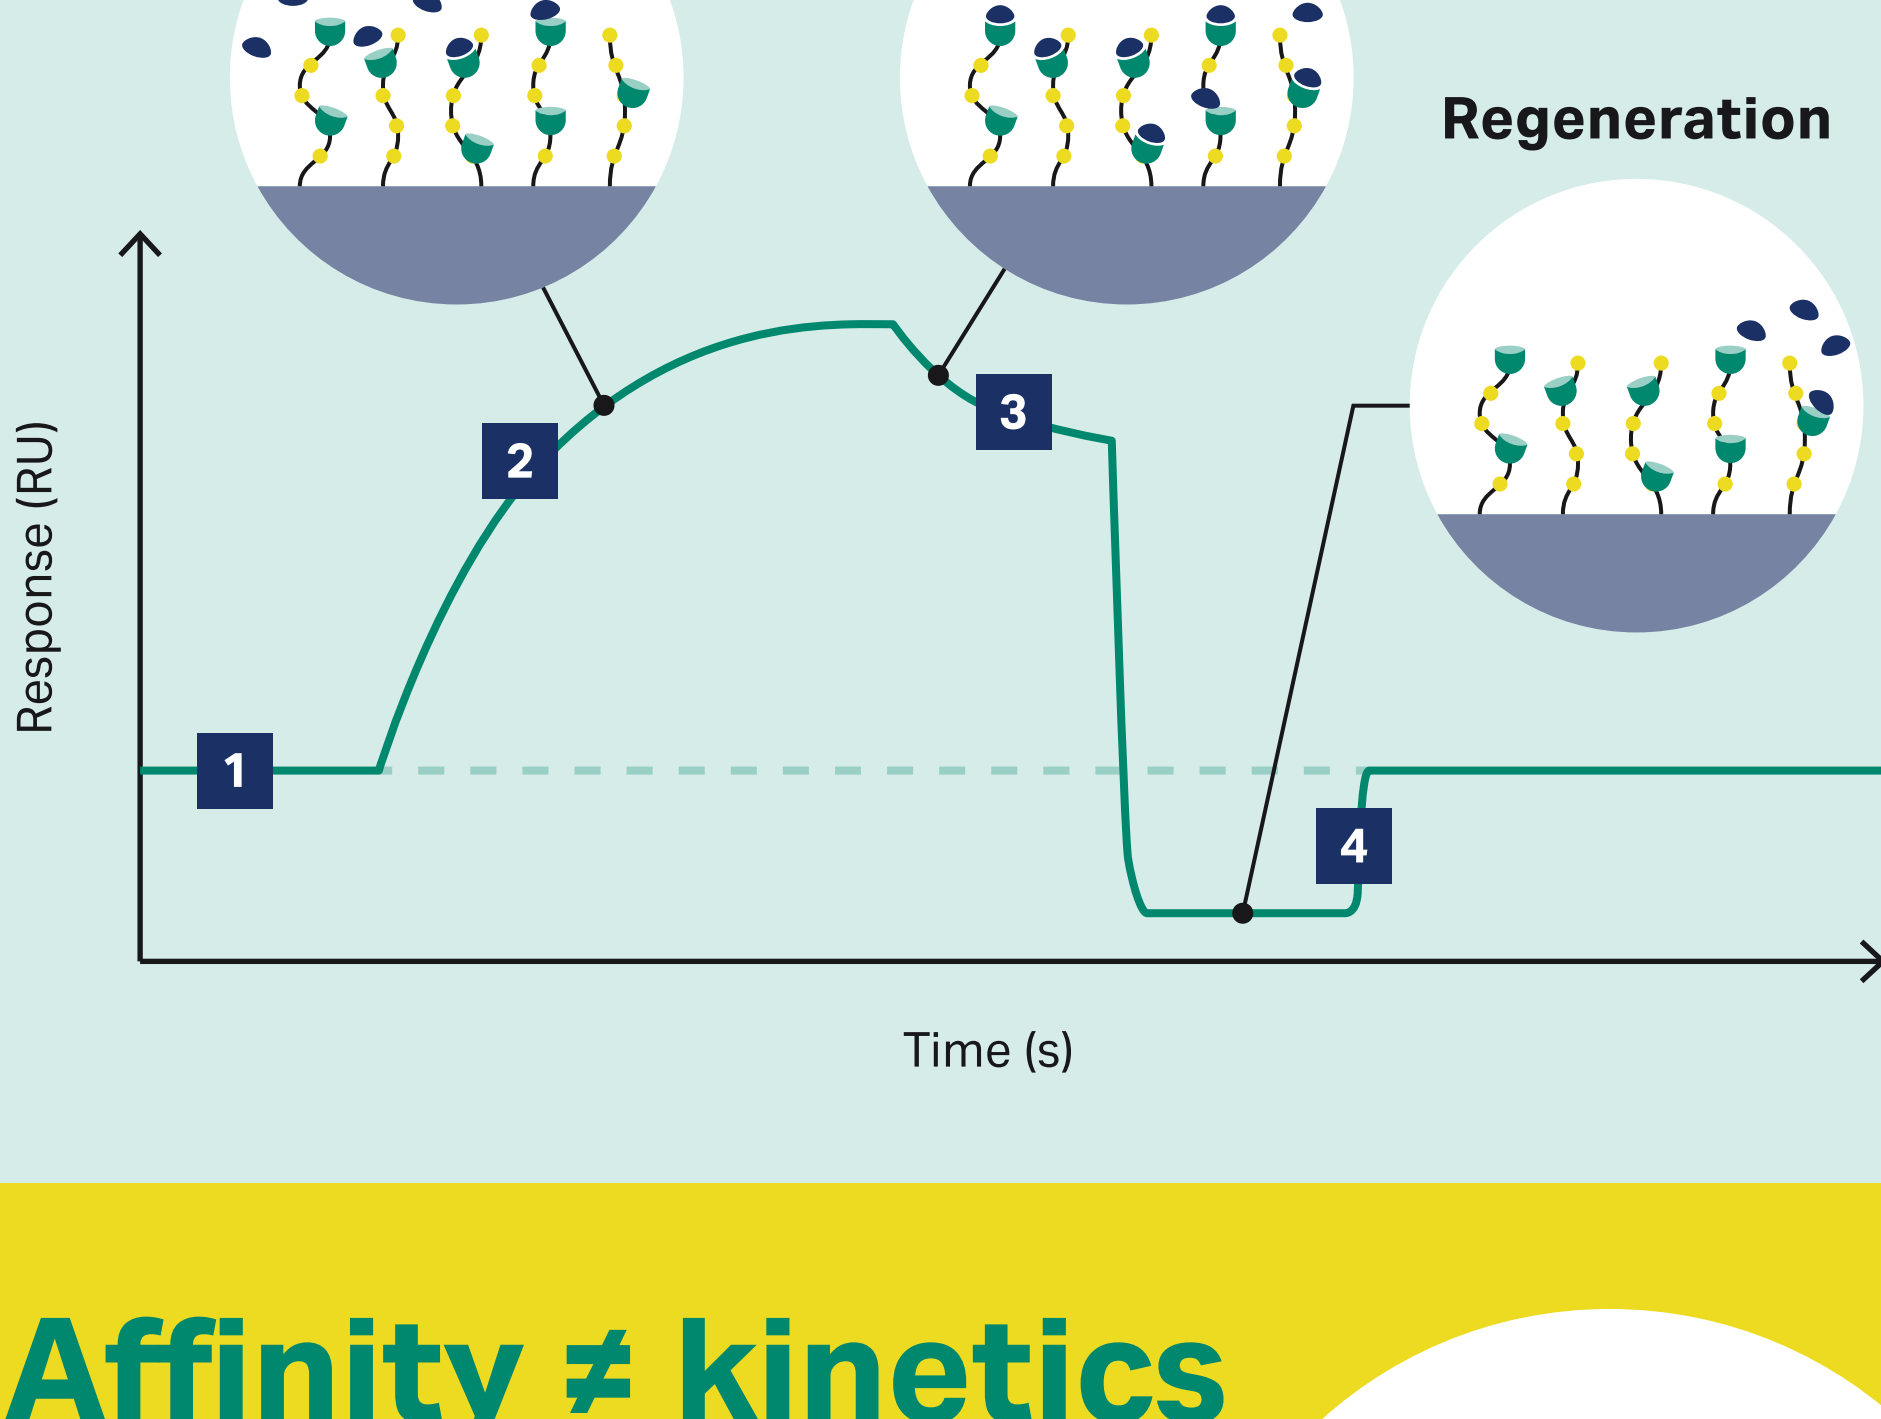 Regeneration
Response (RU)
3
2
1
4
Time (s)
Affinity ≠ kinetics